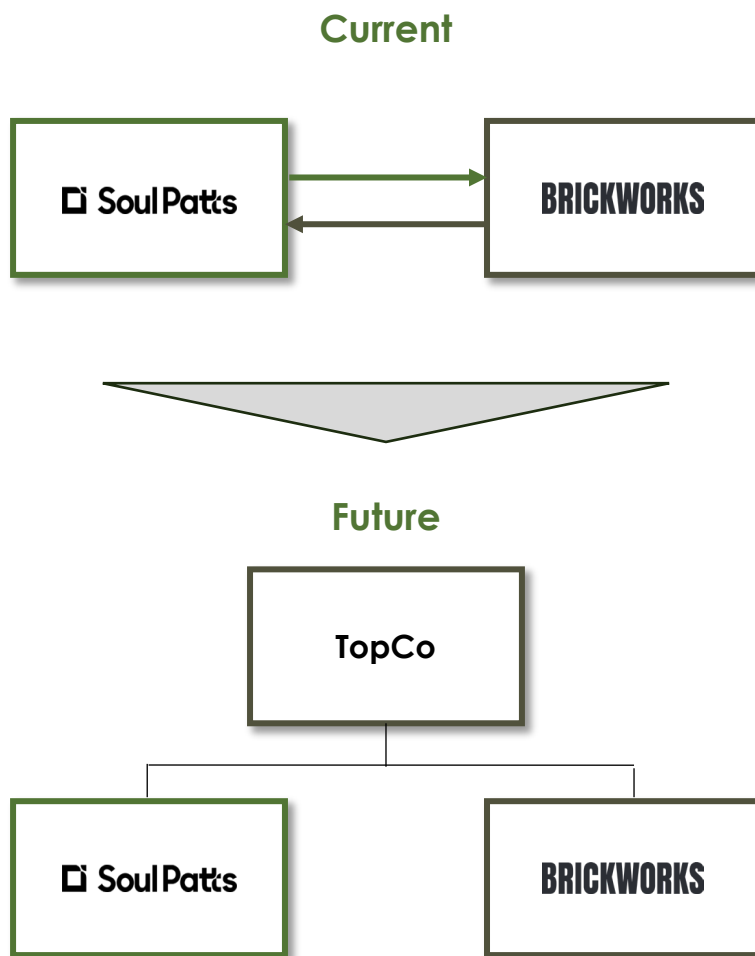 Current
SoulPatts
BRICKWORKS
Future
TopCo
SoulPatts
BRICKWORKS